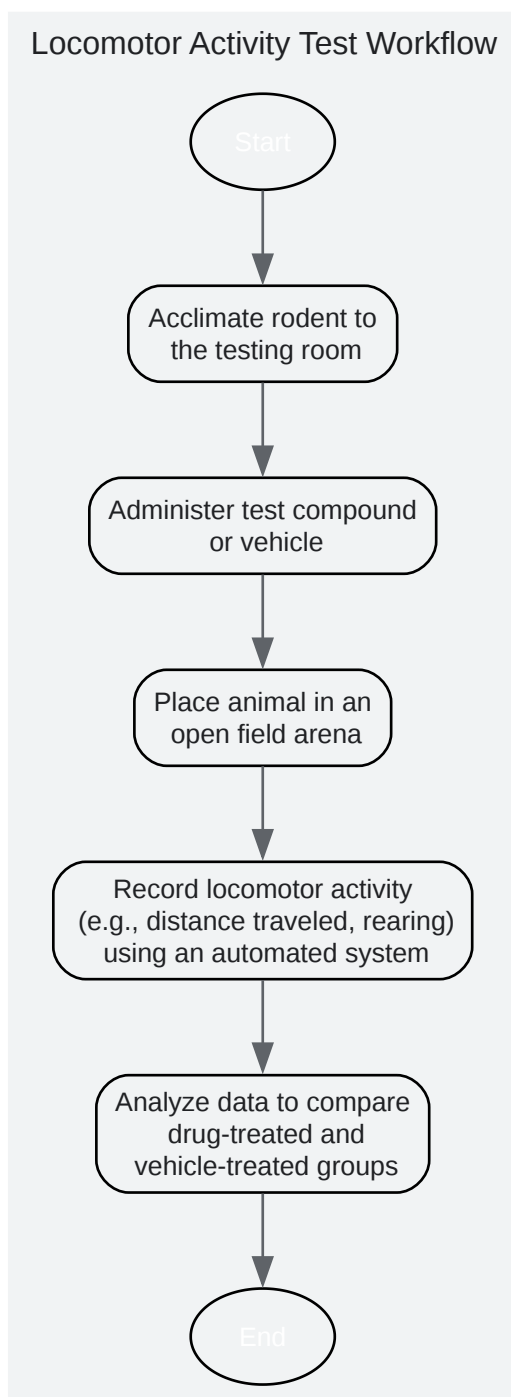 Locomotor Activity Test Workflow
Start
Acclimate rodent to
the testing room
Administer test compound
or vehicle
Place animal in an
open field arena
Record locomotor activity
(e.g., distance traveled, rearing)
using an automated system
Analyze data to compare
drug-treated and
vehicle-treated groups
End